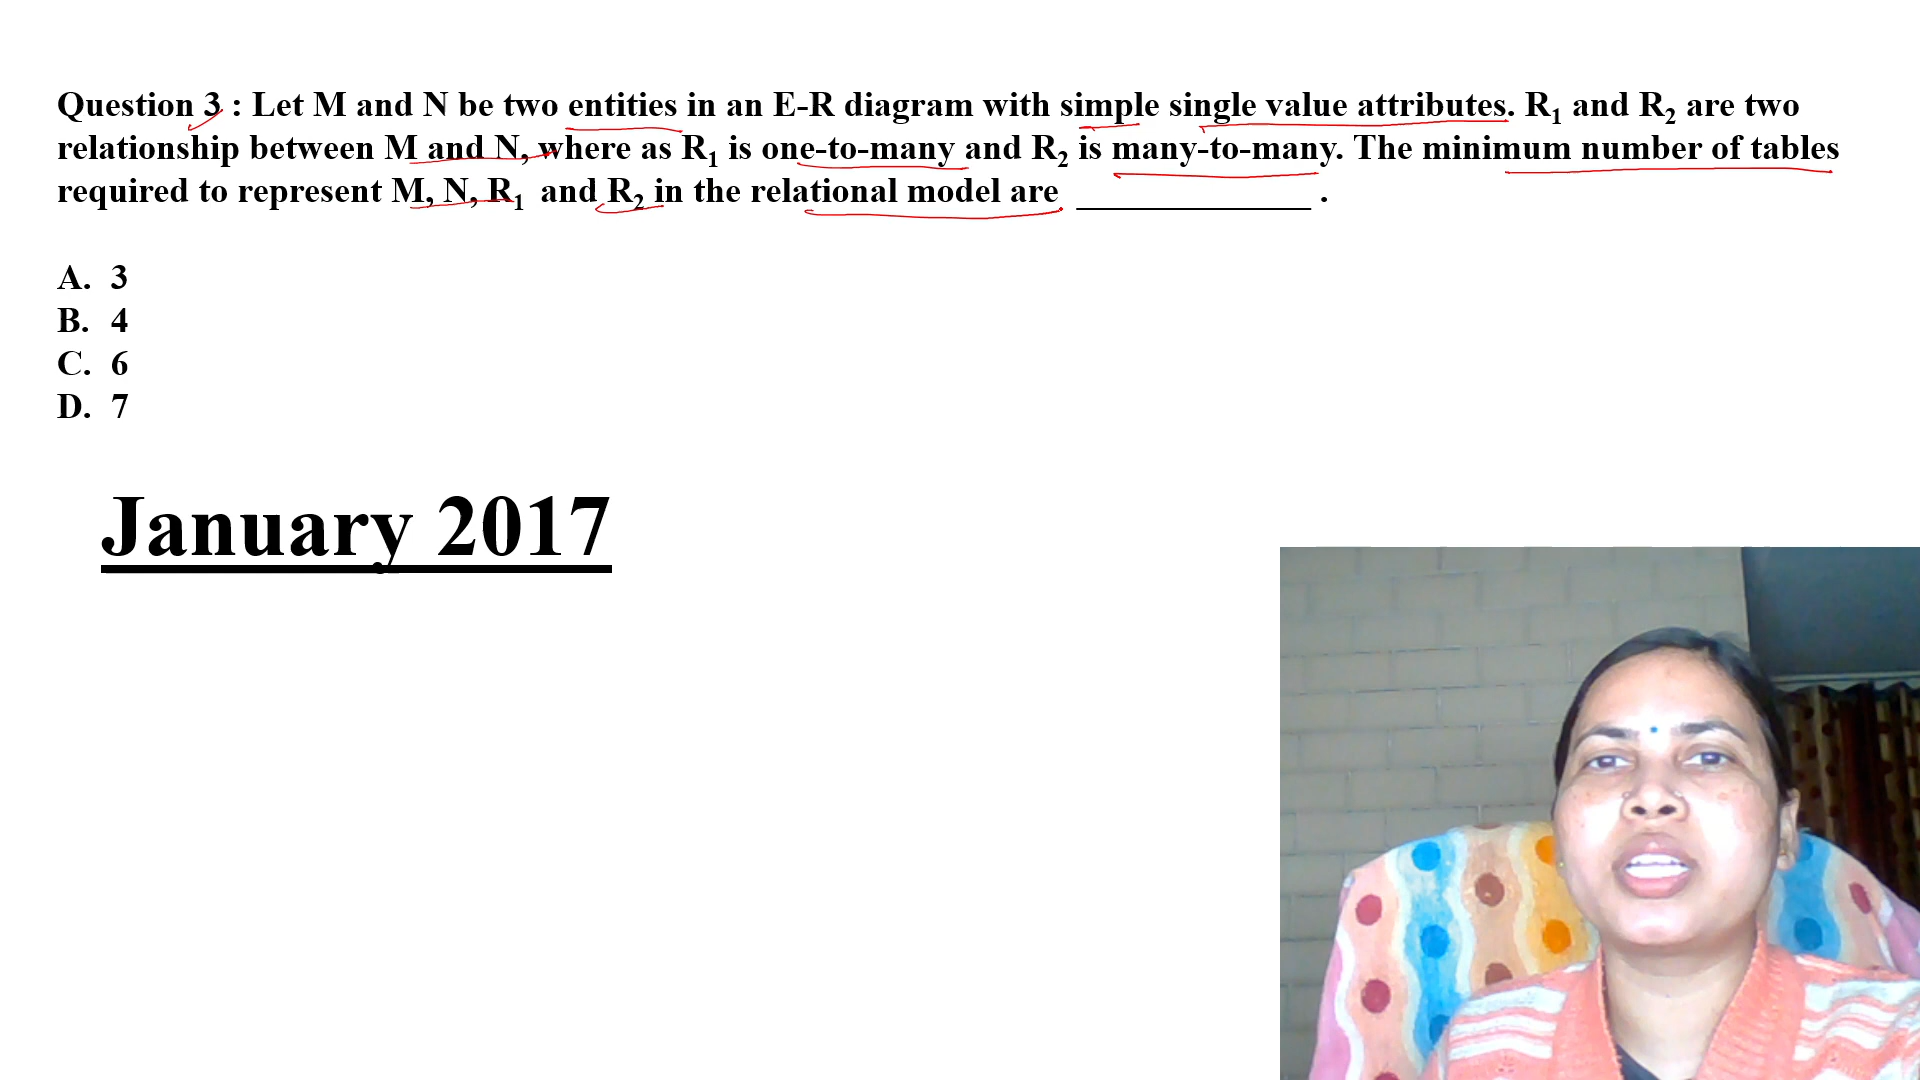 Question 3 : Let M and N be two entities in an E-R diagram with simple single value attributes. R₁ and R₂ are two
relationship between M and N, where as R₁ is one-to-many and R₂ is many-to-many. The minimum number of tables
required to represent M, N, R₁ and R₂ in the relational model are ______________ .
A. 3
B. 4
C. 6
D. 7
January 2017